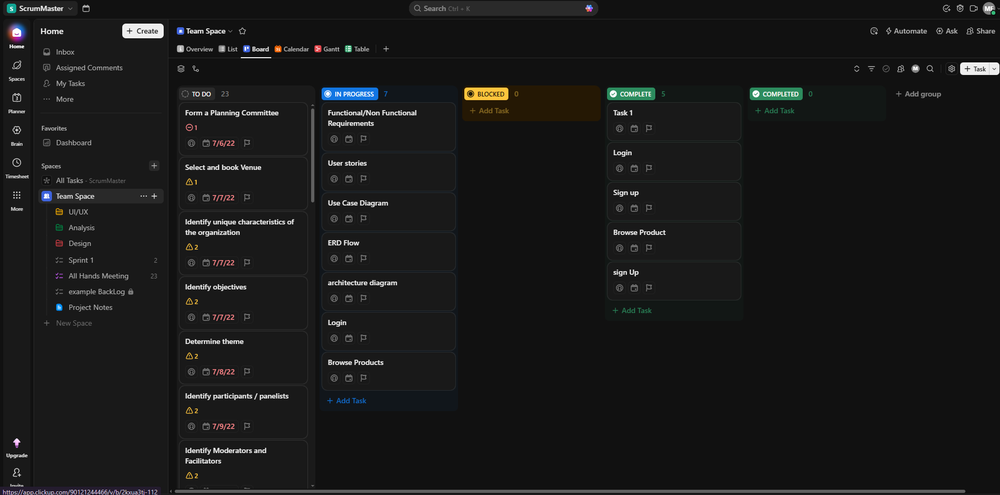 S ScrumMaster
Search Ctrl + K
MF
Home
Spaces
3
Planner
Brain
Timesheet
More
Upgrade
Invite
Home
+ Create
Inbox
Assigned Comments
My Tasks
More
Favorites
Dashboard
Spaces
All Tasks - ScrumMaster
Team Space
UI/UX
Analysis
Design
Sprint 1 2
All Hands Meeting 23
example BackLog
Project Notes
+ New Space
https://app.clickup.com/90121244466/v/b/2kxua3tj-112
Team Space
Automate
Ask
Share
Overview
List
Board
31 Calendar
Gantt
Table
+
M
+ Task
TO DO 23
Form a Planning Committee
1
7/6/22
Select and book Venue
1
7/7/22
Identify unique characteristics of
the organization
2
7/7/22
Identify objectives
2
7/7/22
Determine theme
2
7/8/22
Identify participants / panelists
2
7/9/22
Identify Moderators and
Facilitators
2
IN PROGRESS 7
Functional/Non Functional
Requirements
User stories
Use Case Diagram
ERD Flow
architecture diagram
Login
Browse Products
+ Add Task
BLOCKED 0
+ Add Task
COMPLETE 5
Task 1
Login
Sign up
Browse Product
sign Up
+ Add Task
COMPLETED 0
+ Add Task
+ Add group